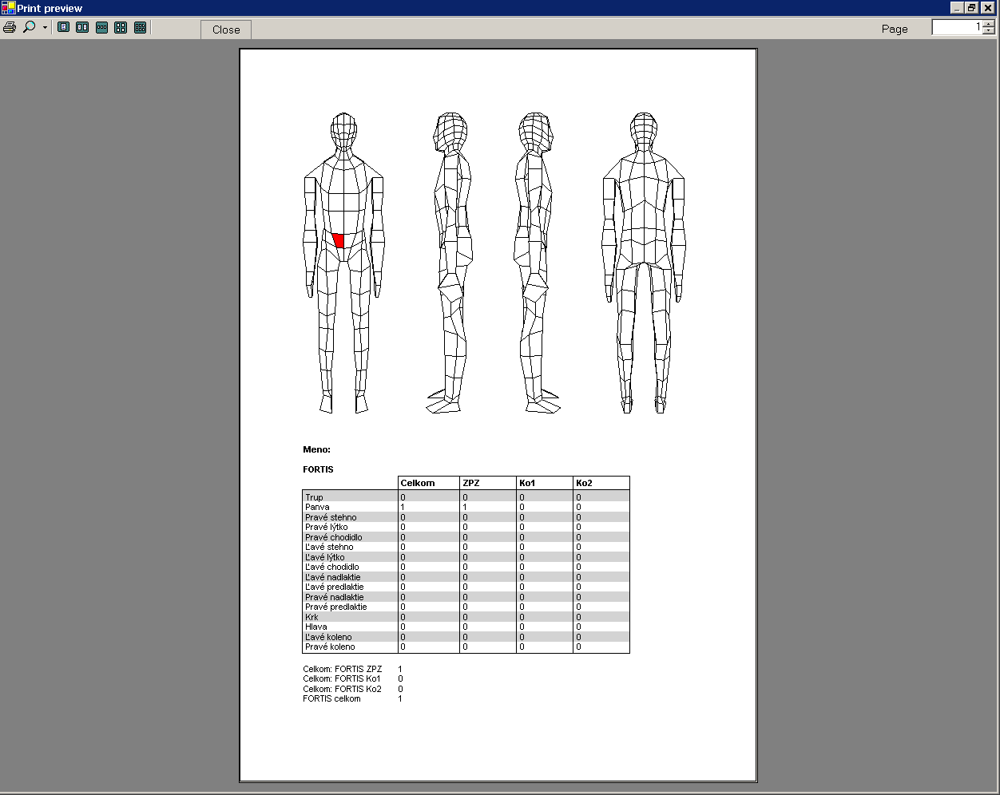 Print preview
Close
Page 1
Meno:
FORTIS
Celkom ZPZ Ko1 Ko2
Trup 0 0 0 0
Panva 1 1 0 0
Pravé stehno 0 0 0 0
Pravé lýtko 0 0 0 0
Pravé chodidlo 0 0 0 0
Ľavé stehno 0 0 0 0
Ľavé lýtko 0 0 0 0
Ľavé chodidlo 0 0 0 0
Ľavé nadlaktie 0 0 0 0
Ľavé predlaktie 0 0 0 0
Pravé nadlaktie 0 0 0 0
Pravé predlaktie 0 0 0 0
Krk 0 0 0 0
Hlava 0 0 0 0
Ľavé koleno 0 0 0 0
Pravé koleno 0 0 0 0
Celkom: FORTIS ZPZ 1
Celkom: FORTIS Ko1 0
Celkom: FORTIS Ko2 0
FORTIS celkom 1